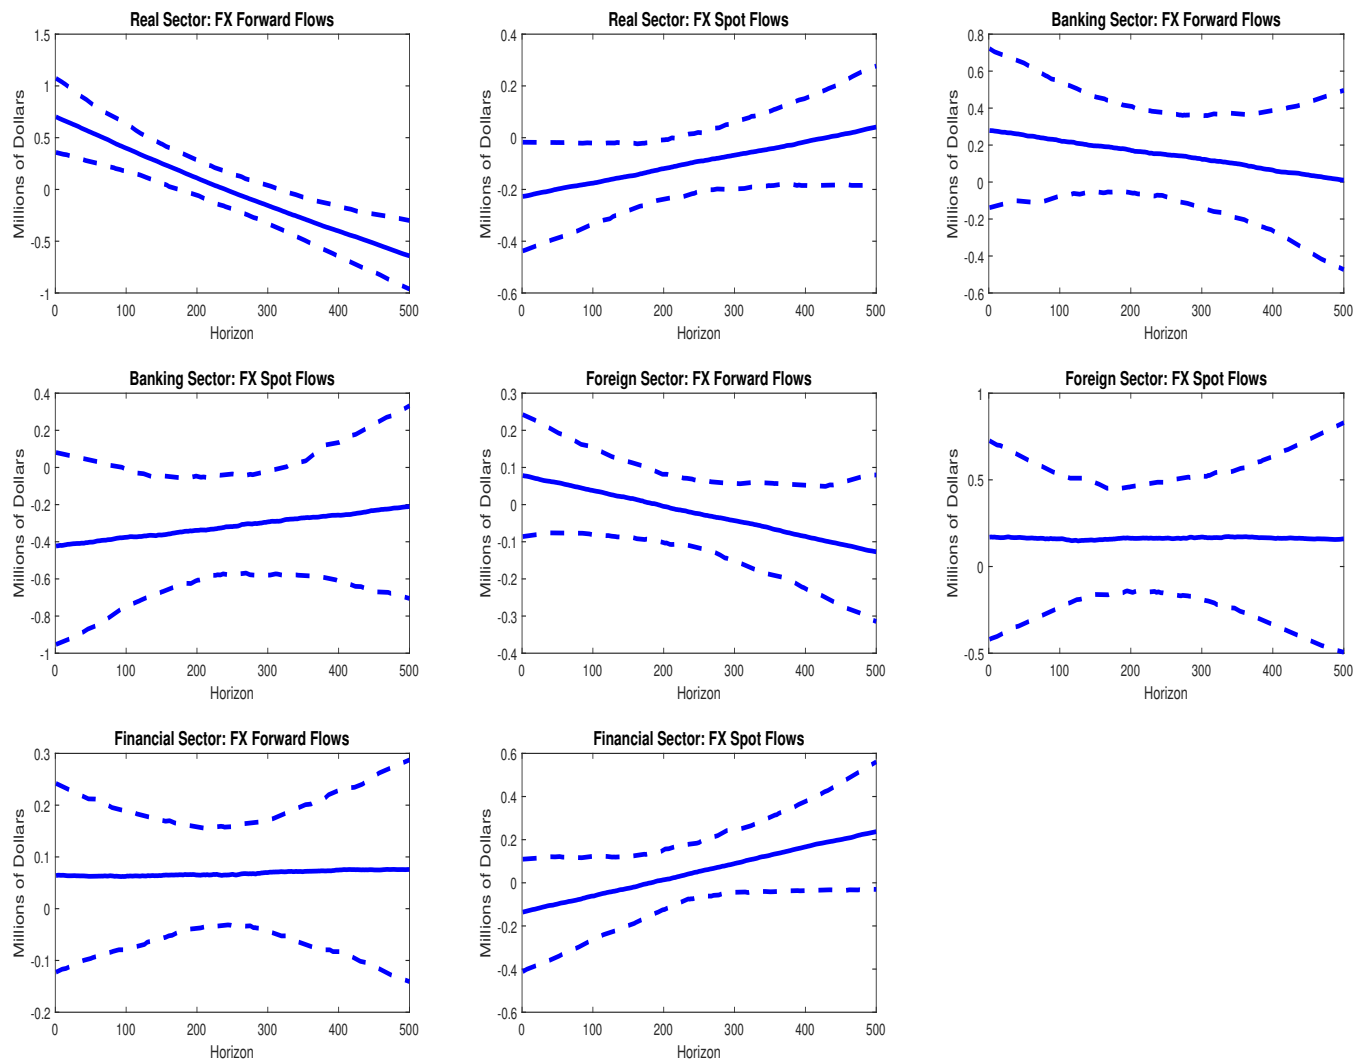 Real Sector: FX Forward Flows
Millions of Dollars
1.5
1
0.5
0
-0.5
-1
0 100 200 300 400 500
Horizon
Real Sector: FX Spot Flows
Millions of Dollars
0.4
0.2
0
-0.2
-0.4
-0.6
0 100 200 300 400 500
Horizon
Banking Sector: FX Forward Flows
Millions of Dollars
0.8
0.6
0.4
0.2
0
-0.2
-0.4
-0.6
0 100 200 300 400 500
Horizon
Banking Sector: FX Spot Flows
Millions of Dollars
0.4
0.2
0
-0.2
-0.4
-0.6
-0.8
-1
0 100 200 300 400 500
Horizon
Foreign Sector: FX Forward Flows
Millions of Dollars
0.3
0.2
0.1
0
-0.1
-0.2
-0.3
-0.4
0 100 200 300 400 500
Horizon
Foreign Sector: FX Spot Flows
Millions of Dollars
1
0.5
0
-0.5
0 100 200 300 400 500
Horizon
Financial Sector: FX Forward Flows
Millions of Dollars
0.3
0.2
0.1
0
-0.1
-0.2
0 100 200 300 400 500
Horizon
Financial Sector: FX Spot Flows
Millions of Dollars
0.6
0.4
0.2
0
-0.2
-0.4
-0.6
0 100 200 300 400 500
Horizon